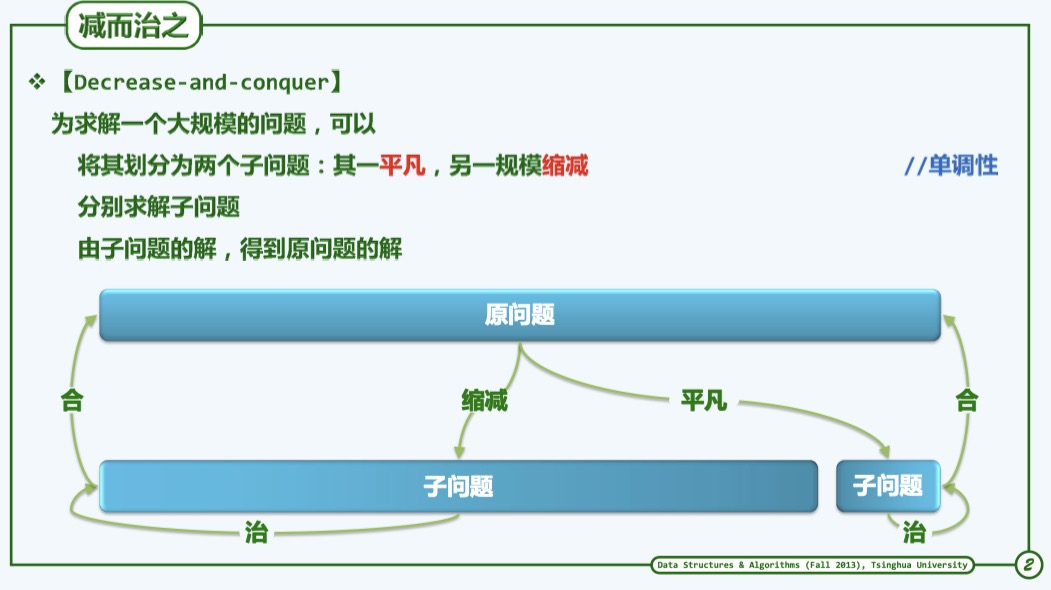 减而治之
❖【Decrease-and-conquer】
为求解一个大规模的问题，可以
将其划分为两个子问题：其一平凡，另一规模缩减 //单调性
分别求解子问题
由子问题的解，得到原问题的解
原问题
合 缩减 平凡 合
子问题 子问题
治 治
Data Structures & Algorithms (Fall 2013), Tsinghua University 2